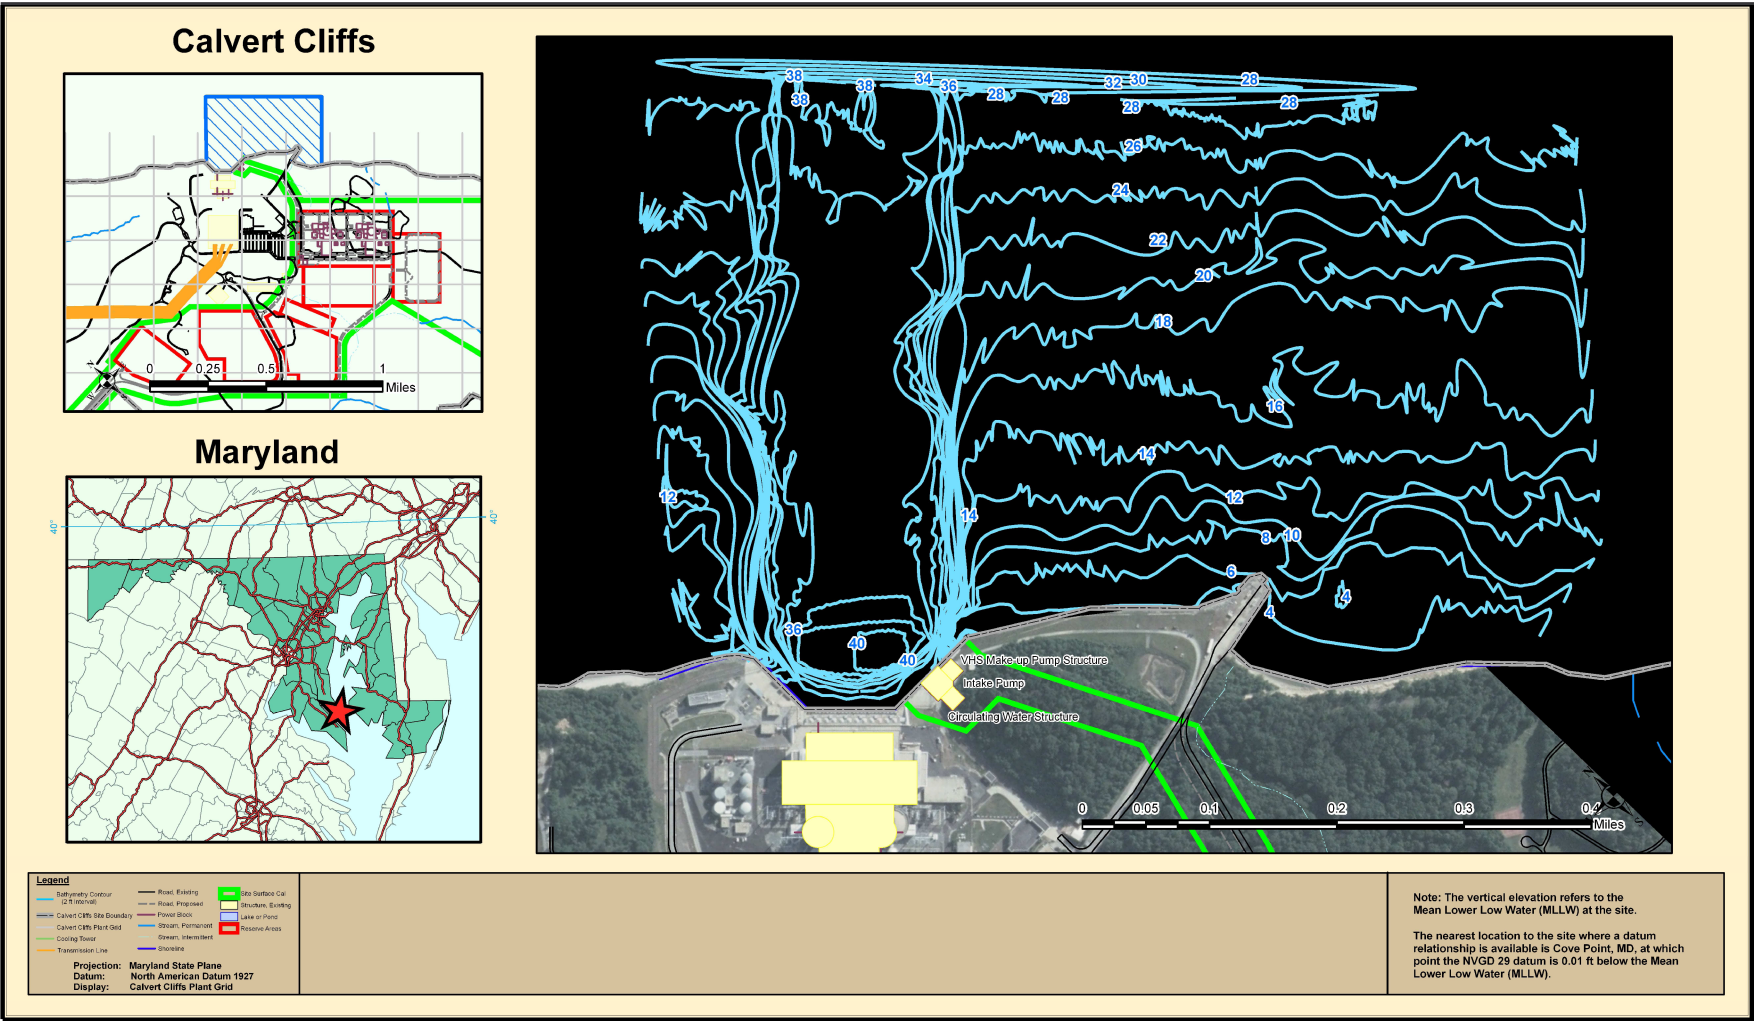 Calvert Cliffs
0 0.25 0.5 1
Miles
Maryland
40°
40°
38 38 34 36 32 30 28
38 28 28 28 28
26
24
22
20
18
16
14
12 12
14
8 10
6
4 4
36 40 40
VHS Make-up Pump Structure
Intake Pump
Circulating Water Structure
0 0.05 0.1 0.2 0.3 0.4
Miles
Legend
Bathymetry Contour
(2 ft Interval)
Calvert Cliffs Site Boundary
Calvert Cliffs Plant Grid
Cooling Tower
Transmission Line
Road, Existing
Road, Proposed
Power Block
Stream, Permanent
Stream, Intermittent
Shoreline
Site Surface Cal
Structure, Existing
Lake or Pond
Reserve Areas
Projection: Maryland State Plane
Datum: North American Datum 1927
Display: Calvert Cliffs Plant Grid
Note: The vertical elevation refers to the
Mean Lower Low Water (MLLW) at the site.
The nearest location to the site where a datum
relationship is available is Cove Point, MD, at which
point the NVGD 29 datum is 0.01 ft below the Mean
Lower Low Water (MLLW).